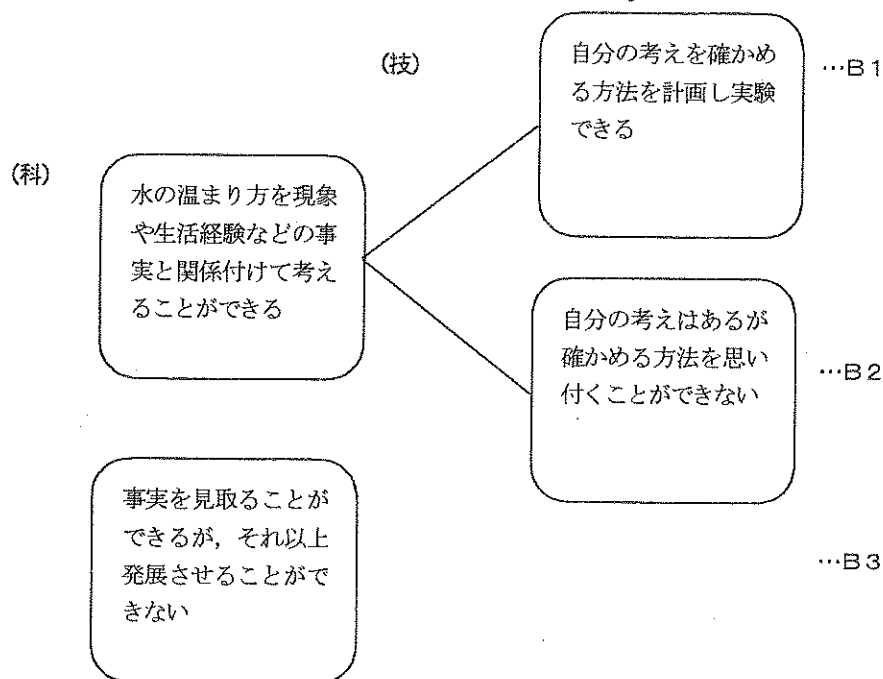 (技)
自分の考えを確かめ
る方法を計画し実験
できる
…B1
(科)
水の温まり方を現象
や生活経験などの事
実と関係付けて考え
ることができる
自分の考えはあるが
確かめる方法を思い
付くことができない
…B2
事実を見取ることが
できるが，それ以上
発展させることがで
きない
…B3